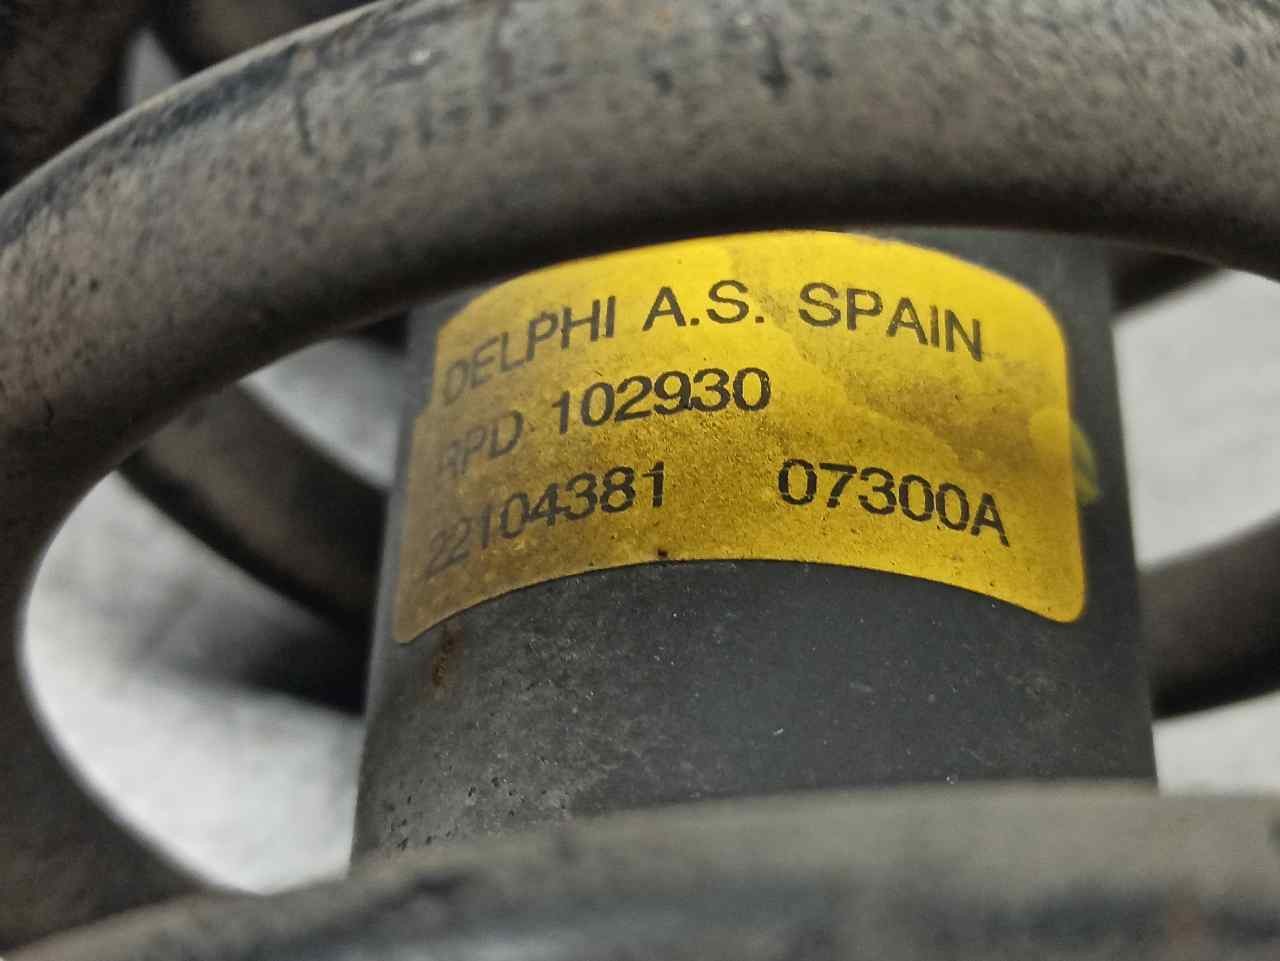 DELPHI A.S. SPAIN
RPD 102930
22104381 07300A